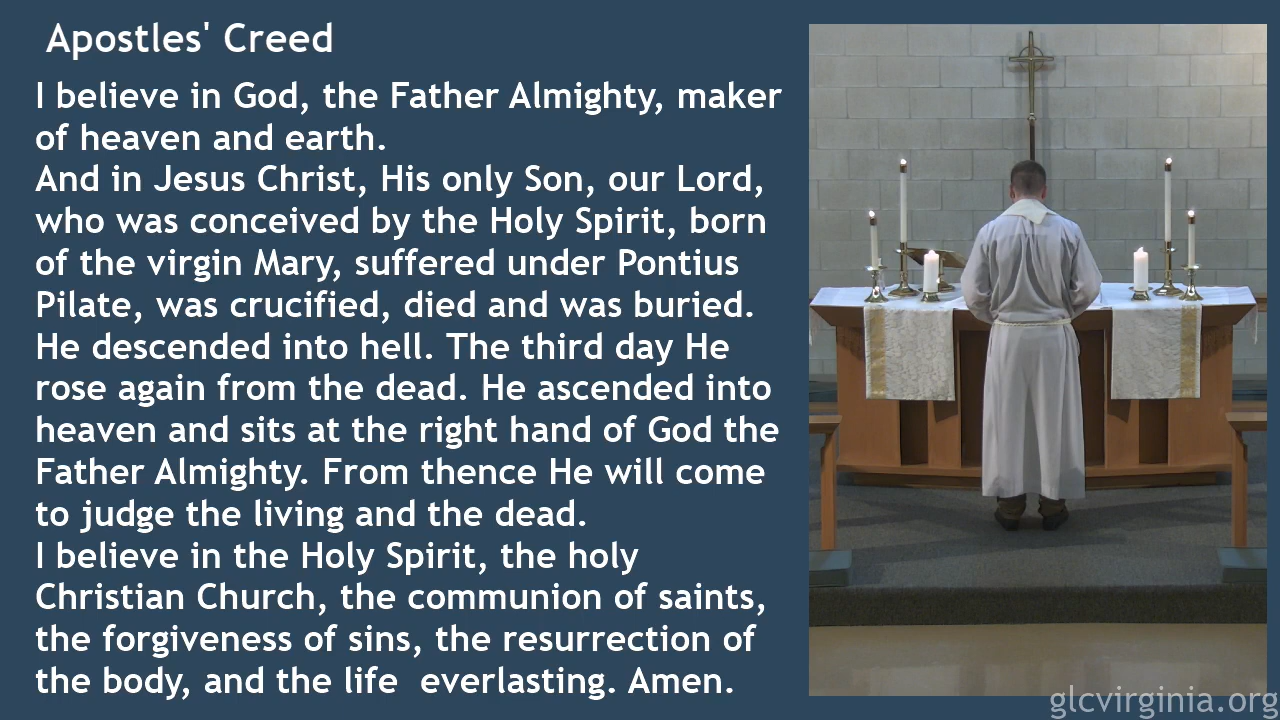 Apostles' Creed
I believe in God, the Father Almighty, maker
of heaven and earth.
And in Jesus Christ, His only Son, our Lord,
who was conceived by the Holy Spirit, born
of the virgin Mary, suffered under Pontius
Pilate, was crucified, died and was buried.
He descended into hell. The third day He
rose again from the dead. He ascended into
heaven and sits at the right hand of God the
Father Almighty. From thence He will come
to judge the living and the dead.
I believe in the Holy Spirit, the holy
Christian Church, the communion of saints,
the forgiveness of sins, the resurrection of
the body, and the life  everlasting. Amen.
glcvirginia.org